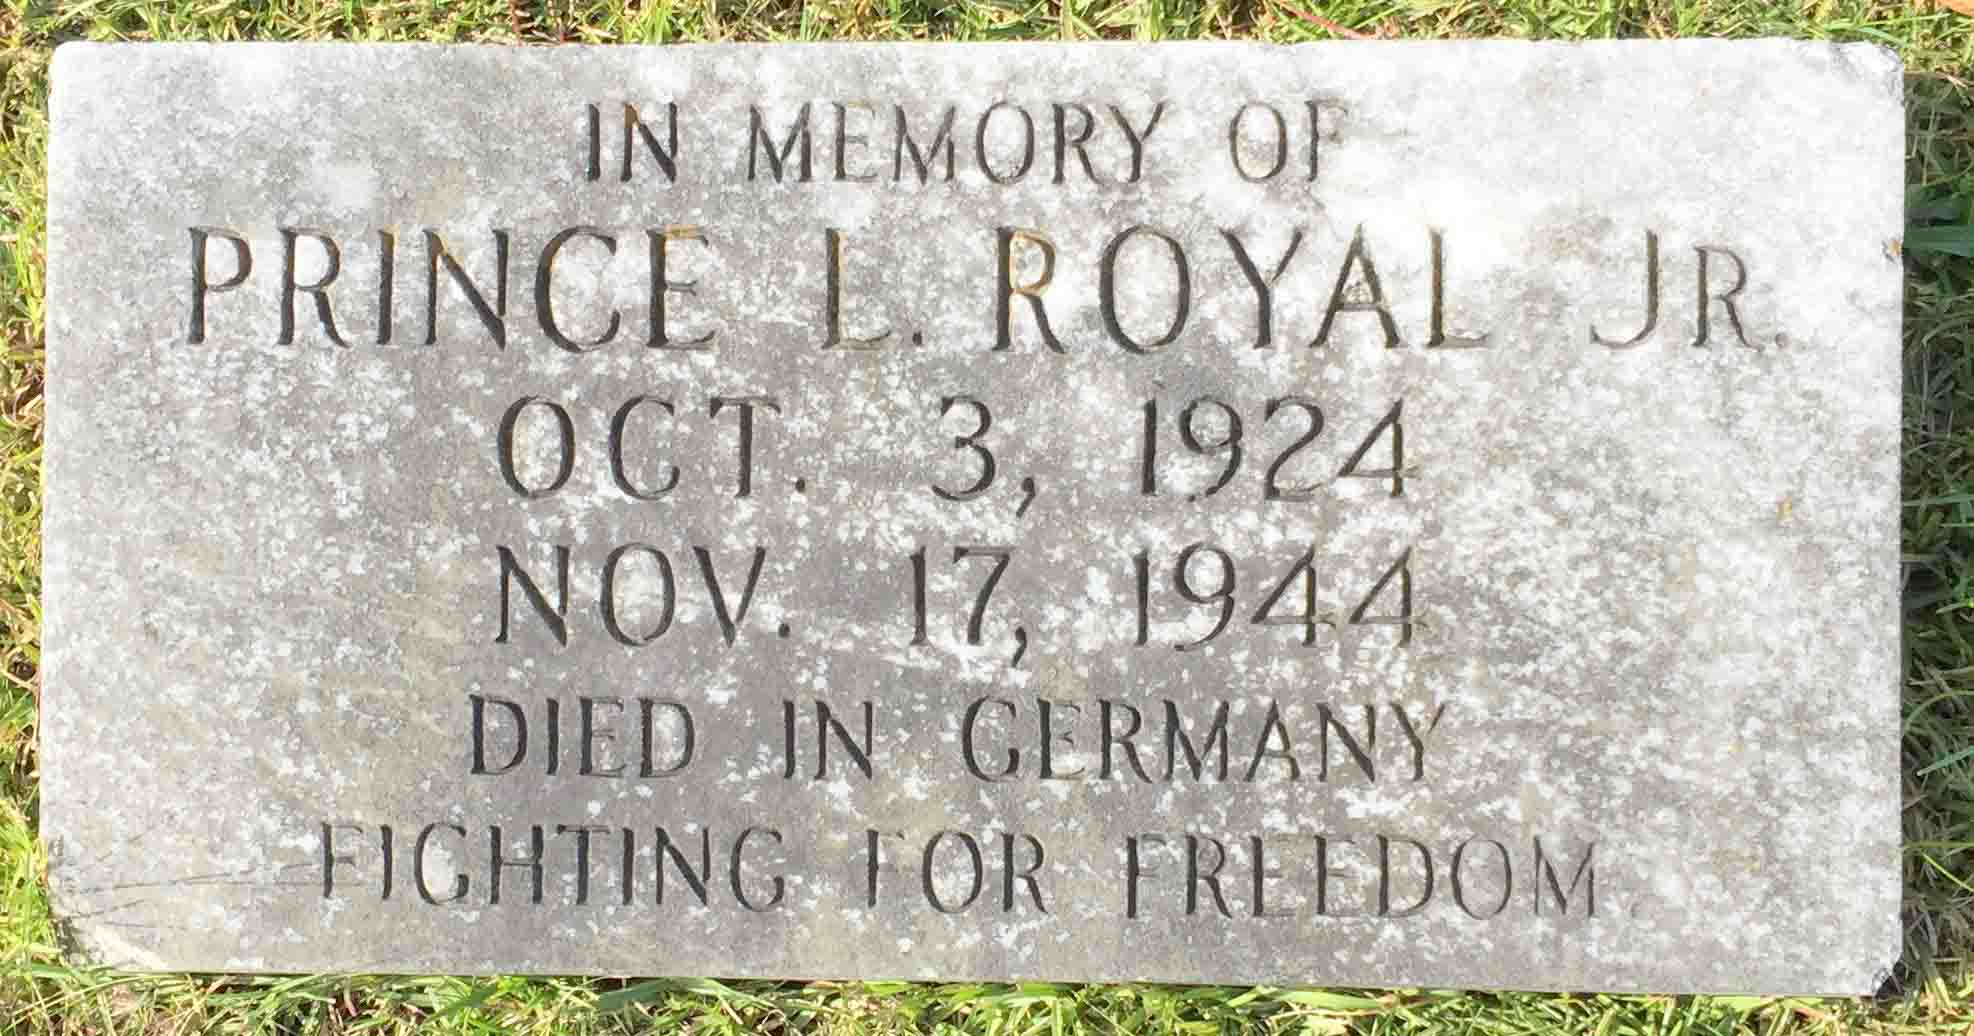 IN MEMORY OF
PRINCE L. ROYAL JR.
OCT. 3, 1924
NOV. 17, 1944
DIED IN GERMANY
FIGHTING FOR FREEDOM